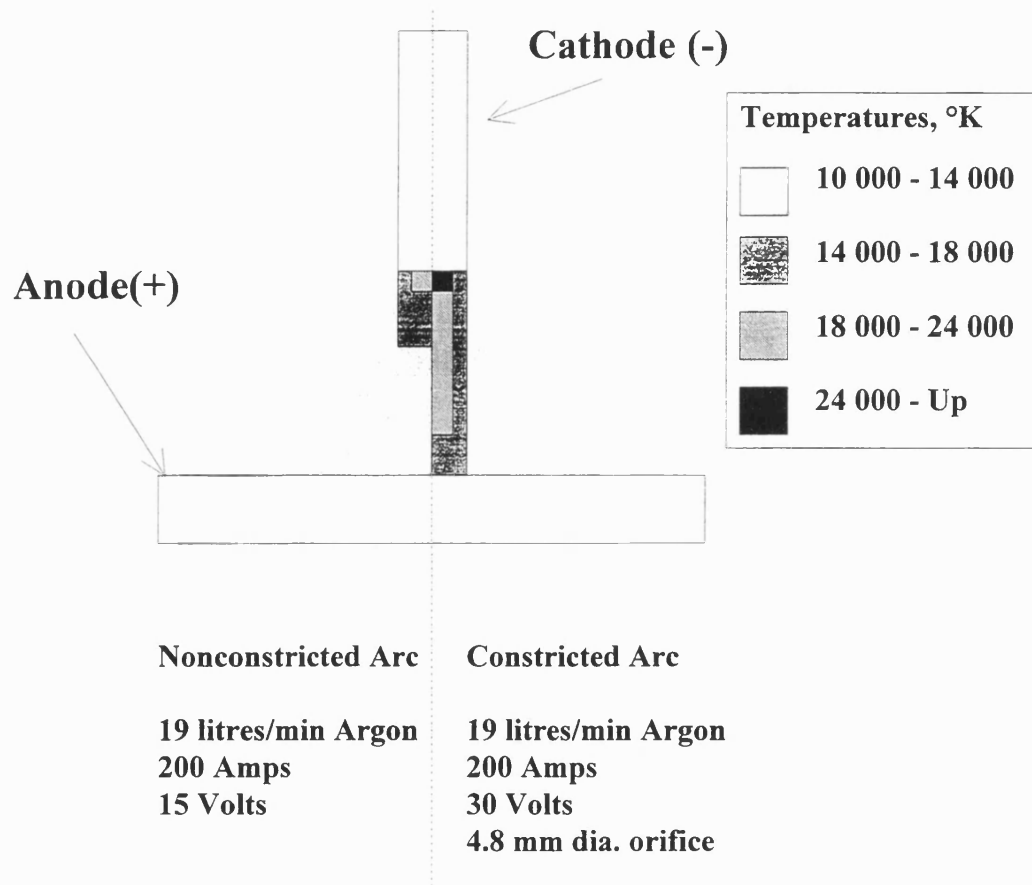 Cathode (-)
Temperatures, °K
10 000 - 14 000
14 000 - 18 000
18 000 - 24 000
24 000 - Up
Anode(+)
Nonconstricted Arc
19 litres/min Argon
200 Amps
15 Volts
Constricted Arc
19 litres/min Argon
200 Amps
30 Volts
4.8 mm dia. orifice